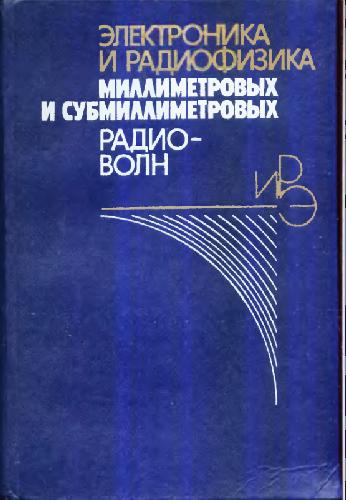 ЭЛЕКТРОНИКА
И РАДИОФИЗИКА
МИЛЛИМЕТРОВЫХ
И СУБМИЛЛИМЕТРОВЫХ
РАДИО-
ВОЛН
ИРЭ